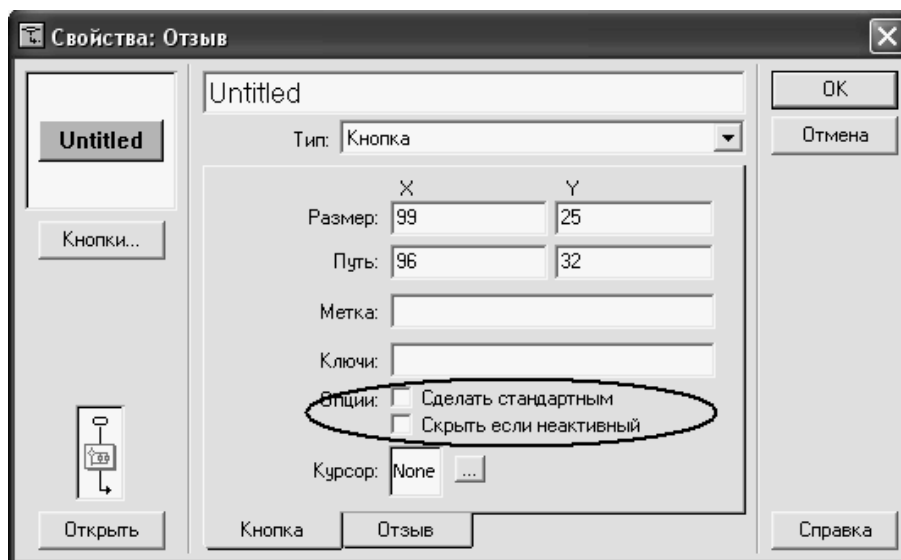 Свойства: Отзыв
Untitled
OK
Untitled
Тип: Кнопка
Отмена
X Y
Размер: 99 25
Кнопки...
Путь: 96 32
Метка:
Ключи:
Опции: Сделать стандартным
Скрыть если неактивный
Курсор: None ...
Открыть
Кнопка Отзыв
Справка